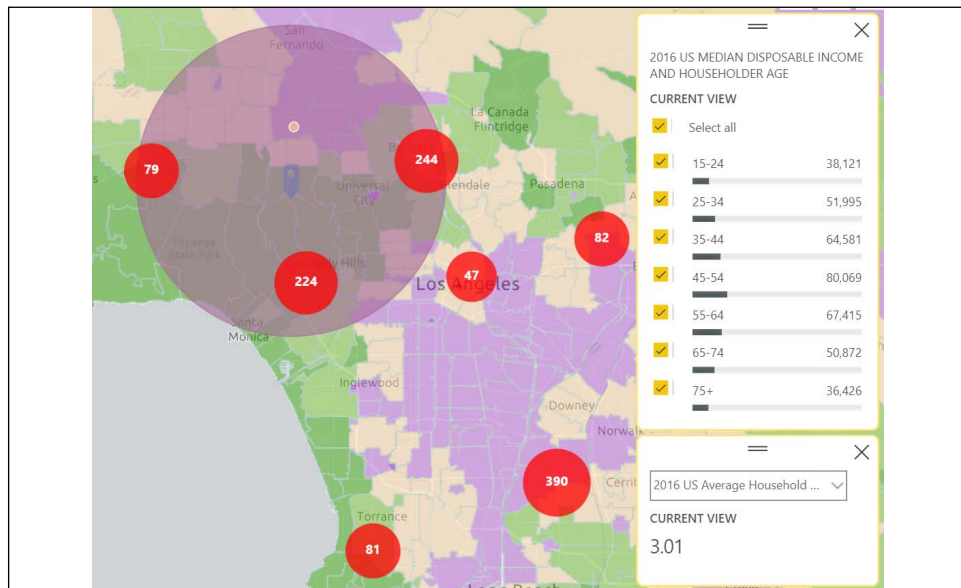 San
Fernando
La Canada
Flintridge
79
244
Universal
City
Pasadena
Topanga
State Park
82
224
Hills
47
Los Angeles
Santa
Monica
Inglewood
Downey
Norwalk
390
Torrance
81
2016 US MEDIAN DISPOSABLE INCOME
AND HOUSEHOLDER AGE
CURRENT VIEW
Select all
15-24 38,121
25-34 51,995
35-44 64,581
45-54 80,069
55-64 67,415
65-74 50,872
75+ 36,426
2016 US Average Household ...
CURRENT VIEW
3.01